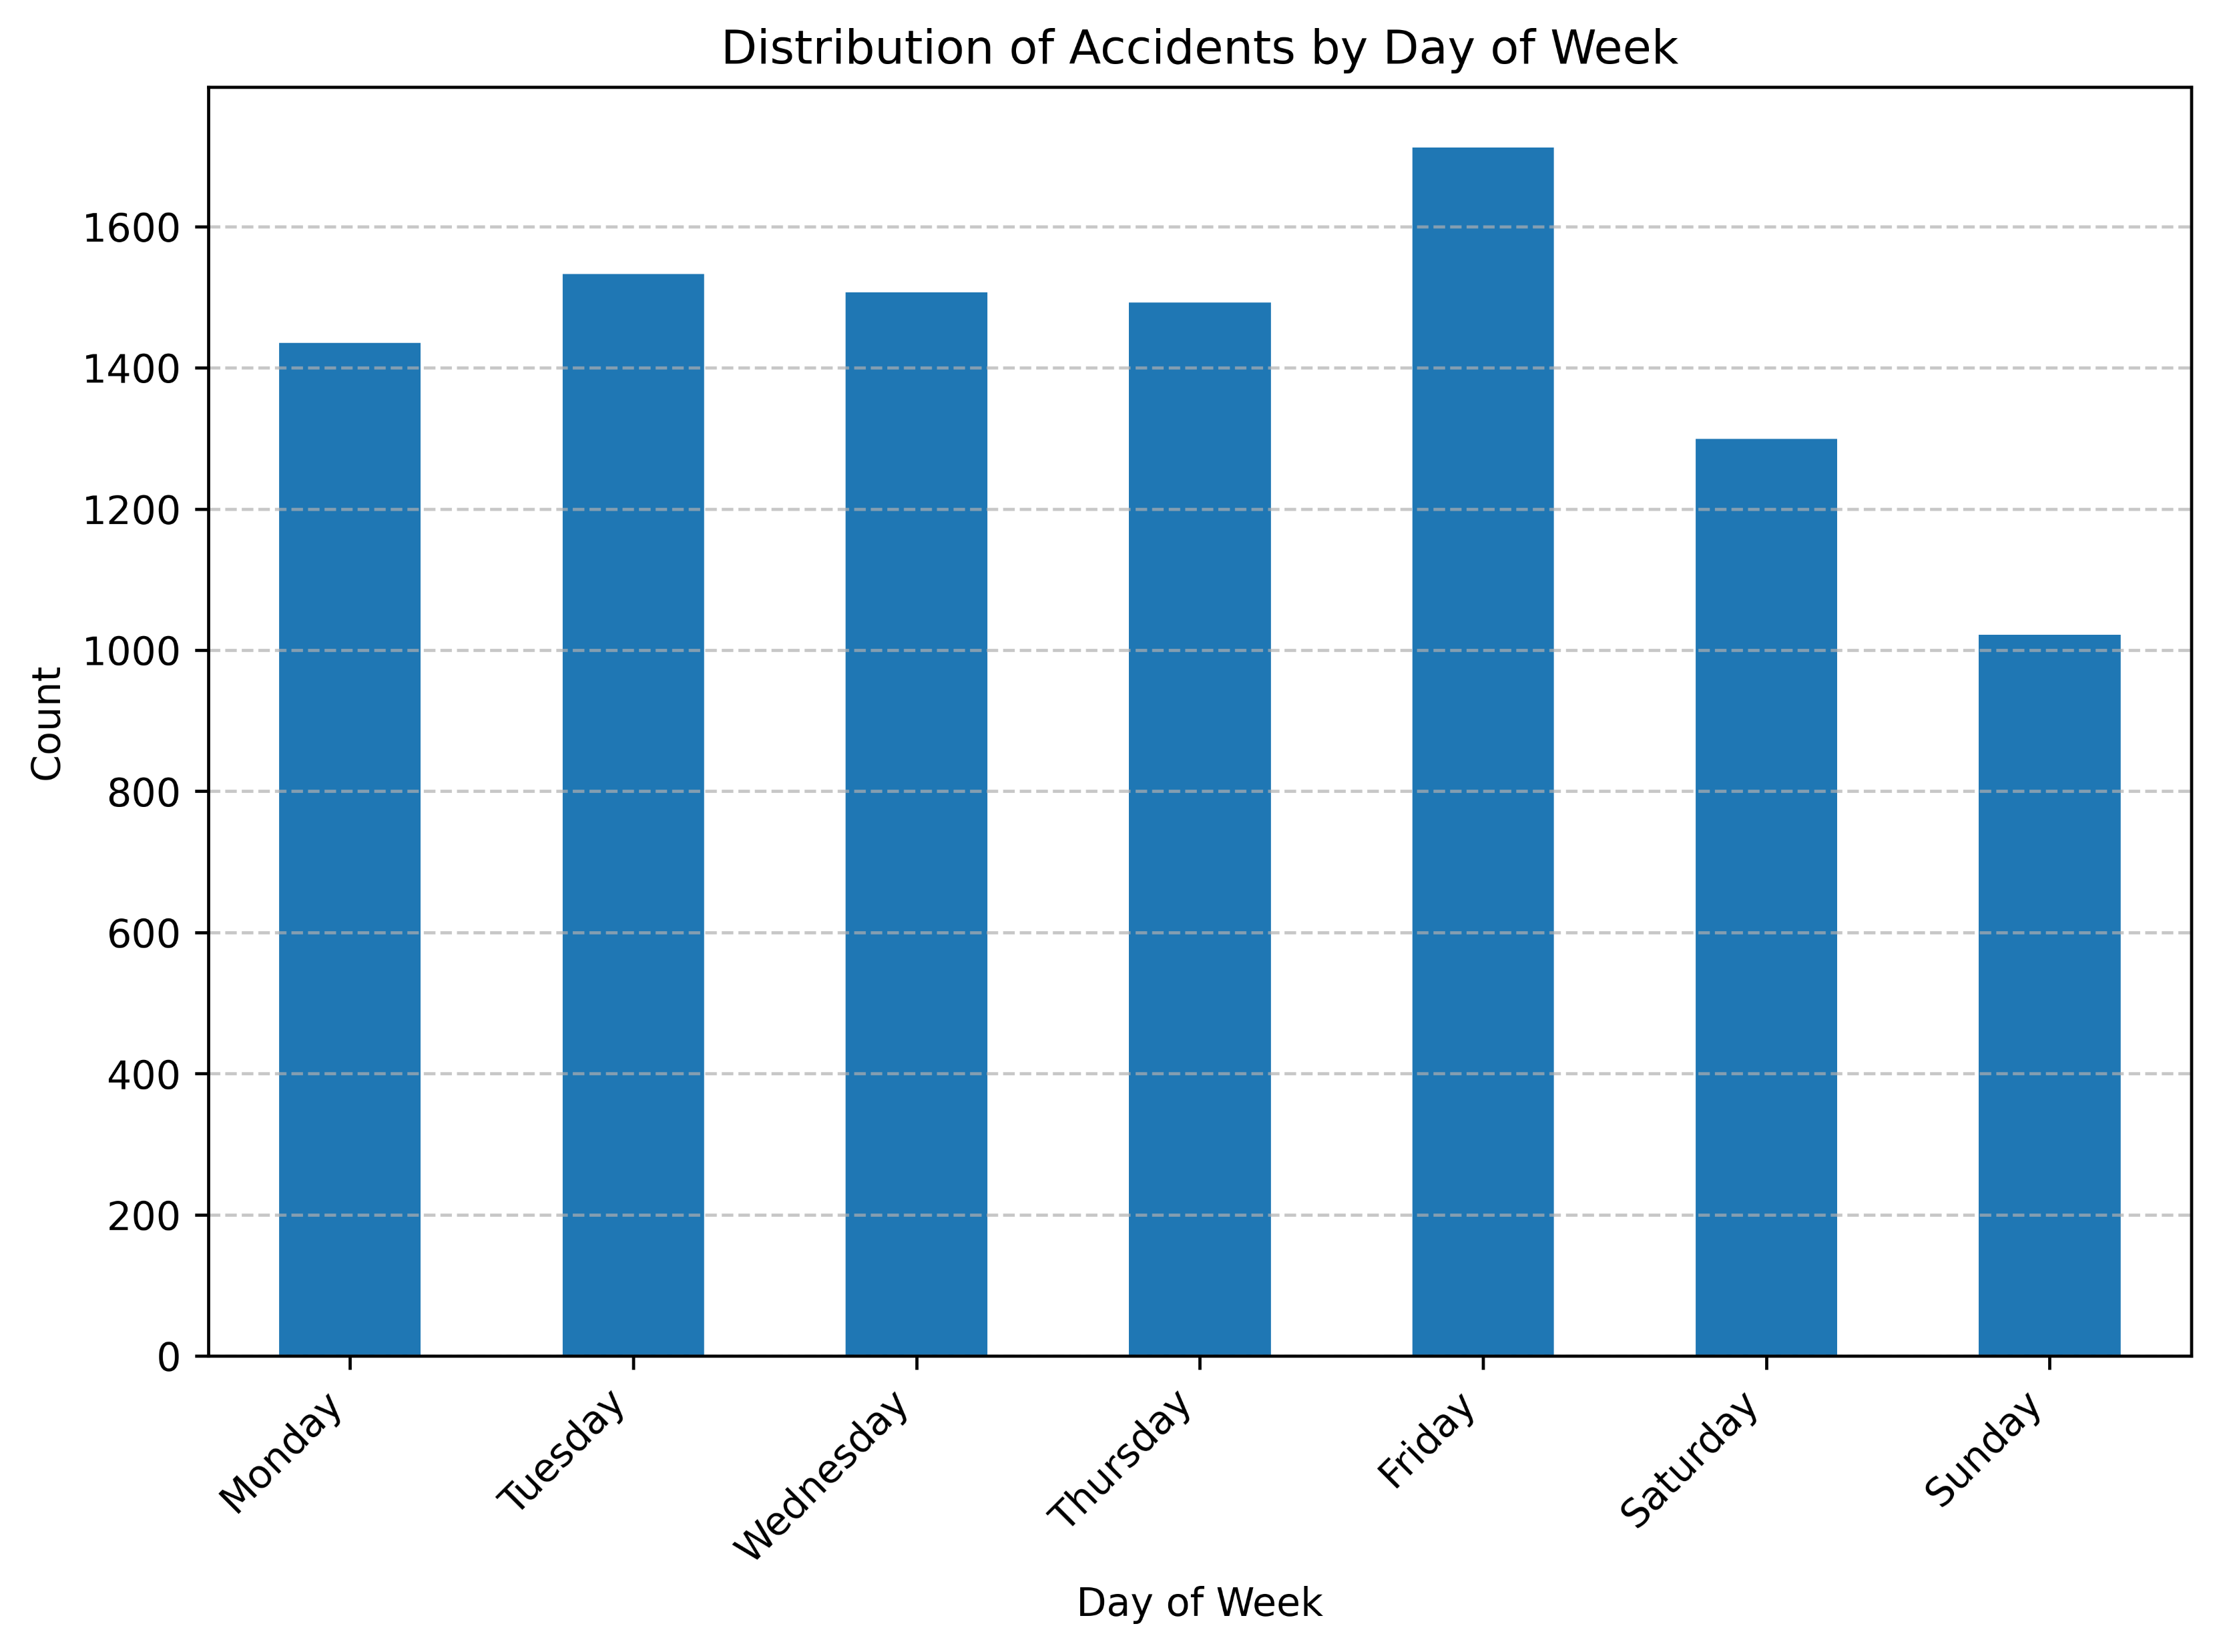 Distribution of Accidents by Day of Week
1600
1400
1200
1000
800
600
400
200
0
Count
Monday
Tuesday
Wednesday
Thursday
Friday
Saturday
Sunday
Day of Week